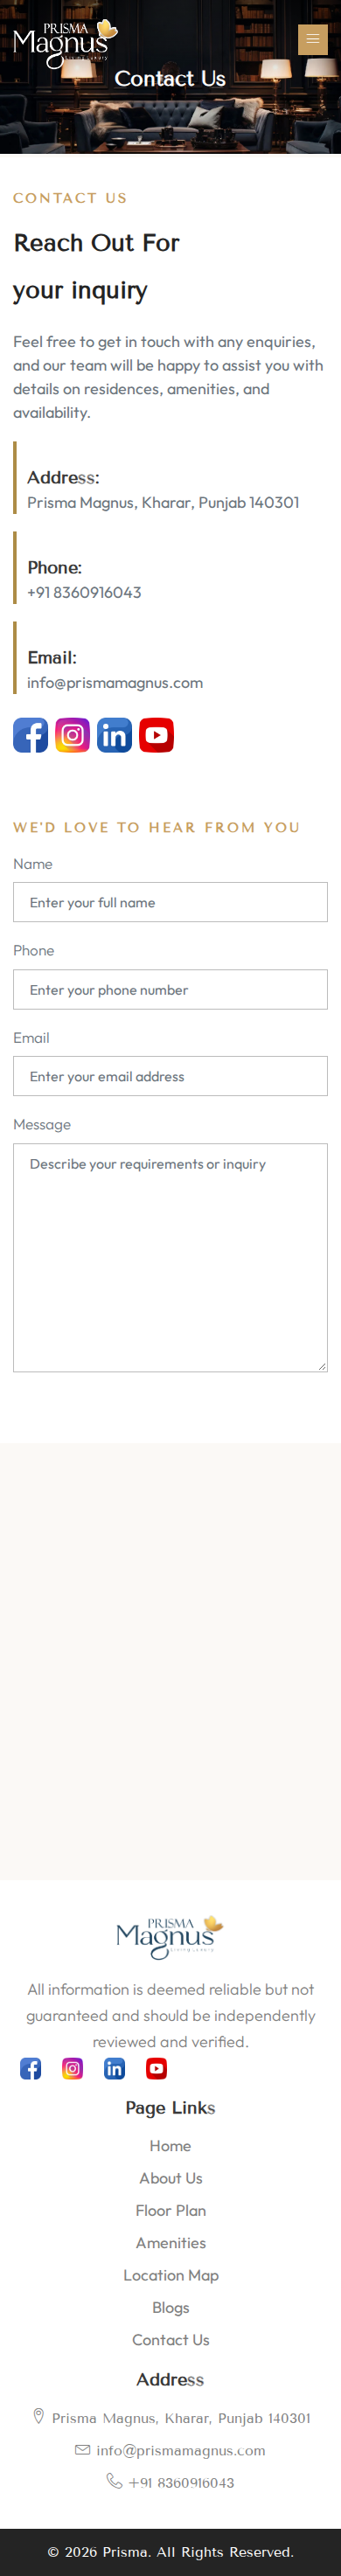 PRISMA
Magnus
Contact Us
CONTACT US
Reach Out For
your inquiry
Feel free to get in touch with any enquiries,
and our team will be happy to assist you with
details on residences, amenities, and
availability.
Address:
Prisma Magnus, Kharar, Punjab 140301
Phone:
+91 8360916043
Email:
info@prismamagnus.com
WE'D LOVE TO HEAR FROM YOU
Name
Enter your full name
Phone
Enter your phone number
Email
Enter your email address
Message
Describe your requirements or inquiry
PRISMA
Magnus
All information is deemed reliable but not
guaranteed and should be independently
reviewed and verified.
Page Links
Home
About Us
Floor Plan
Amenities
Location Map
Blogs
Contact Us
Address
Prisma Magnus, Kharar, Punjab 140301
info@prismamagnus.com
+91 8360916043
© 2026 Prisma. All Rights Reserved.